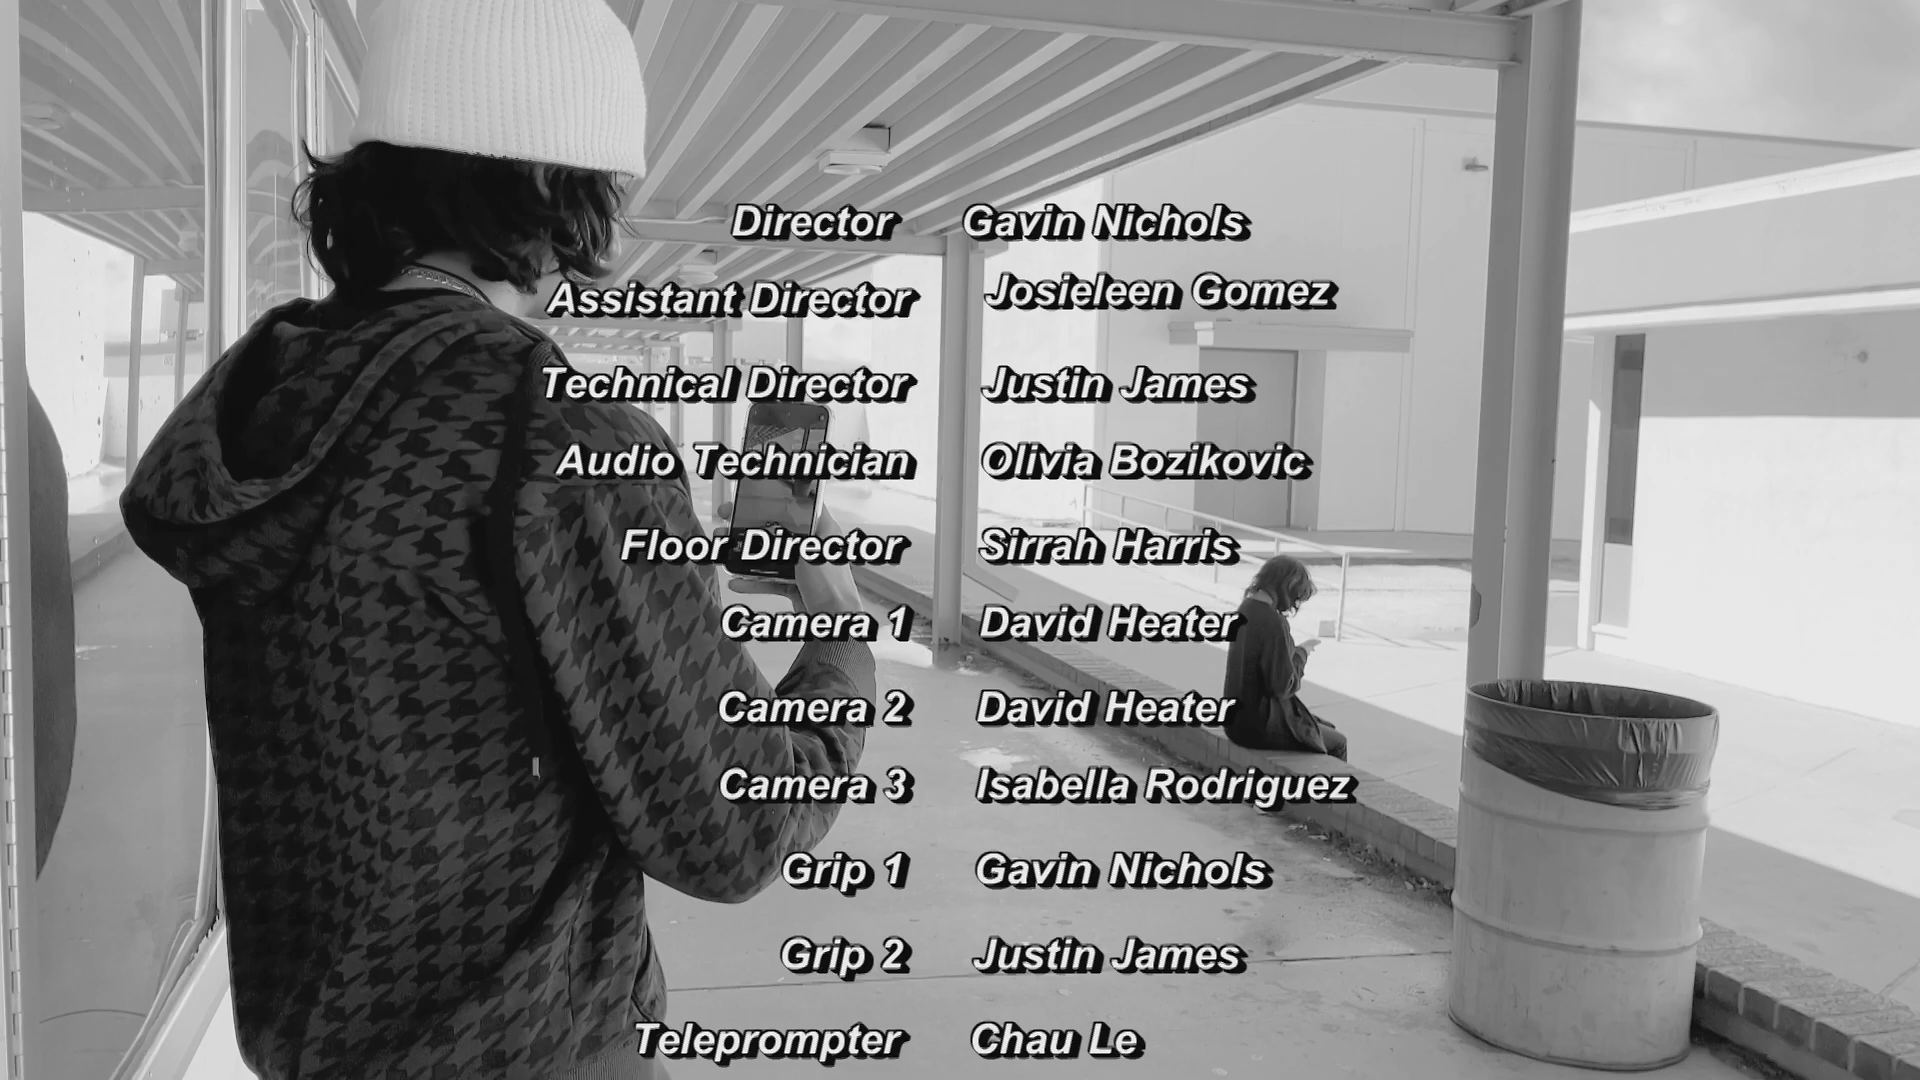 Director Gavin Nichols
Assistant Director Josieleen Gomez
Technical Director Justin James
Audio Technician Olivia Bozikovic
Floor Director Sirrah Harris
Camera 1 David Heater
Camera 2 David Heater
Camera 3 Isabella Rodriguez
Grip 1 Gavin Nichols
Grip 2 Justin James
Teleprompter Chau Le